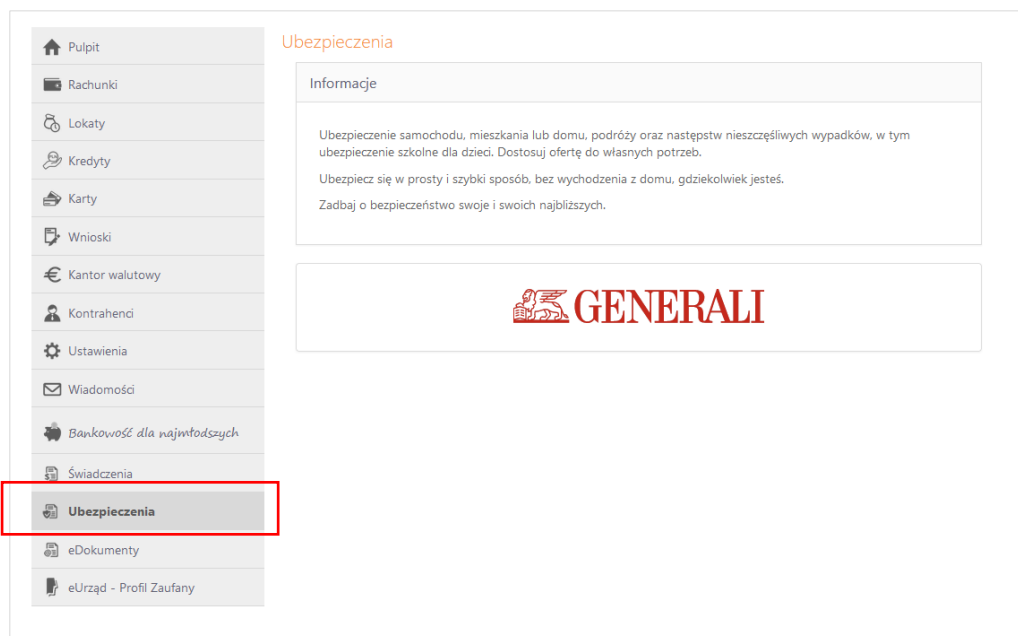 Pulpit
Rachunki
Lokaty
Kredyty
Karty
Wnioski
Kantor walutowy
Kontrahenci
Ustawienia
Wiadomości
Bankowość dla najmłodszych
Świadczenia
Ubezpieczenia
eDokumenty
eUrząd - Profil Zaufany
Ubezpieczenia
Informacje
Ubezpieczenie samochodu, mieszkania lub domu, podróży oraz następstw nieszczęśliwych wypadków, w tym
ubezpieczenie szkolne dla dzieci. Dostosuj ofertę do własnych potrzeb.
Ubezpiecz się w prosty i szybki sposób, bez wychodzenia z domu, gdziekolwiek jesteś.
Zadbaj o bezpieczeństwo swoje i swoich najbliższych.
GENERALI